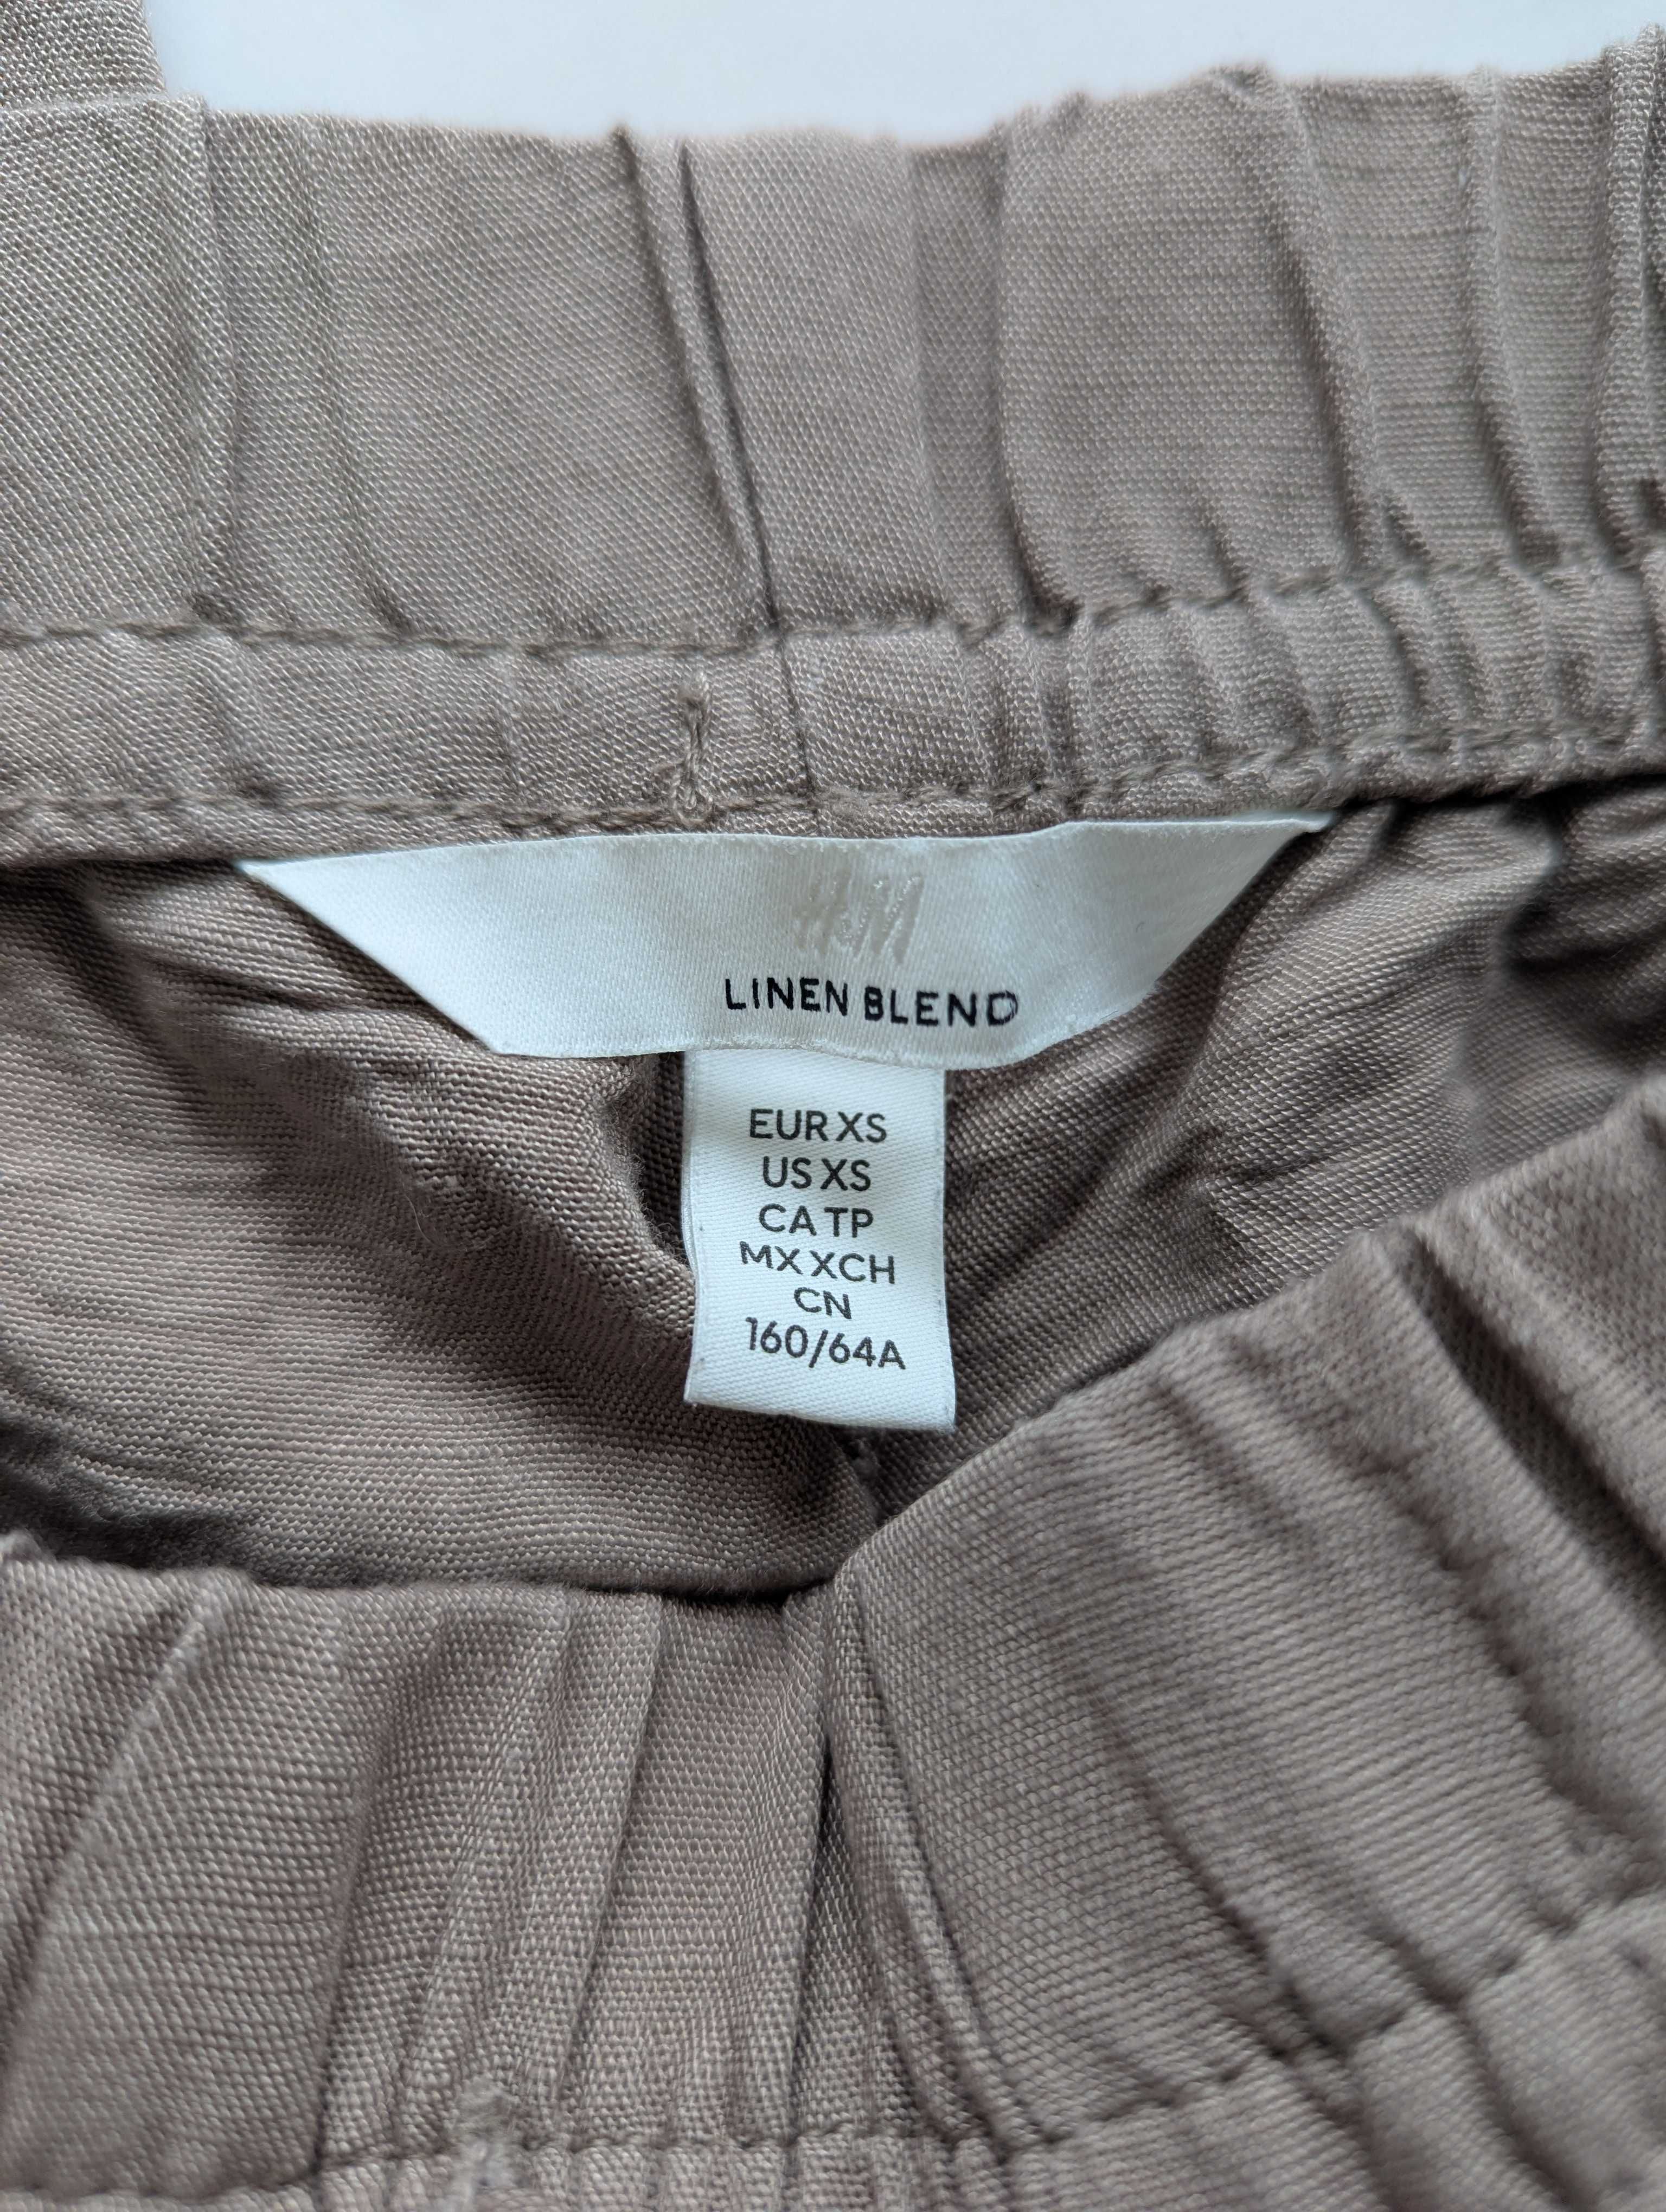 H&M
LINEN BLEND
EUR XS
US XS
CA TP
MX XCH
CN
160/64A